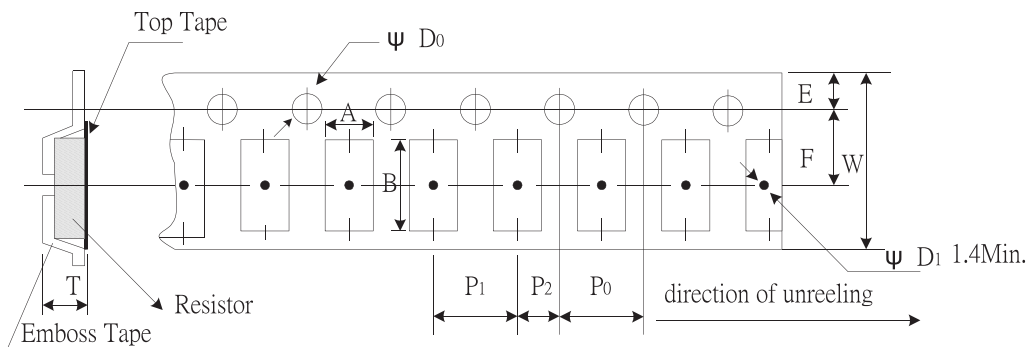 Top Tape
Ψ D0
E
A
F
W
B
Ψ D1 1.4Min.
T
P1
P2
P0
direction of unreeling
Resistor
Emboss Tape